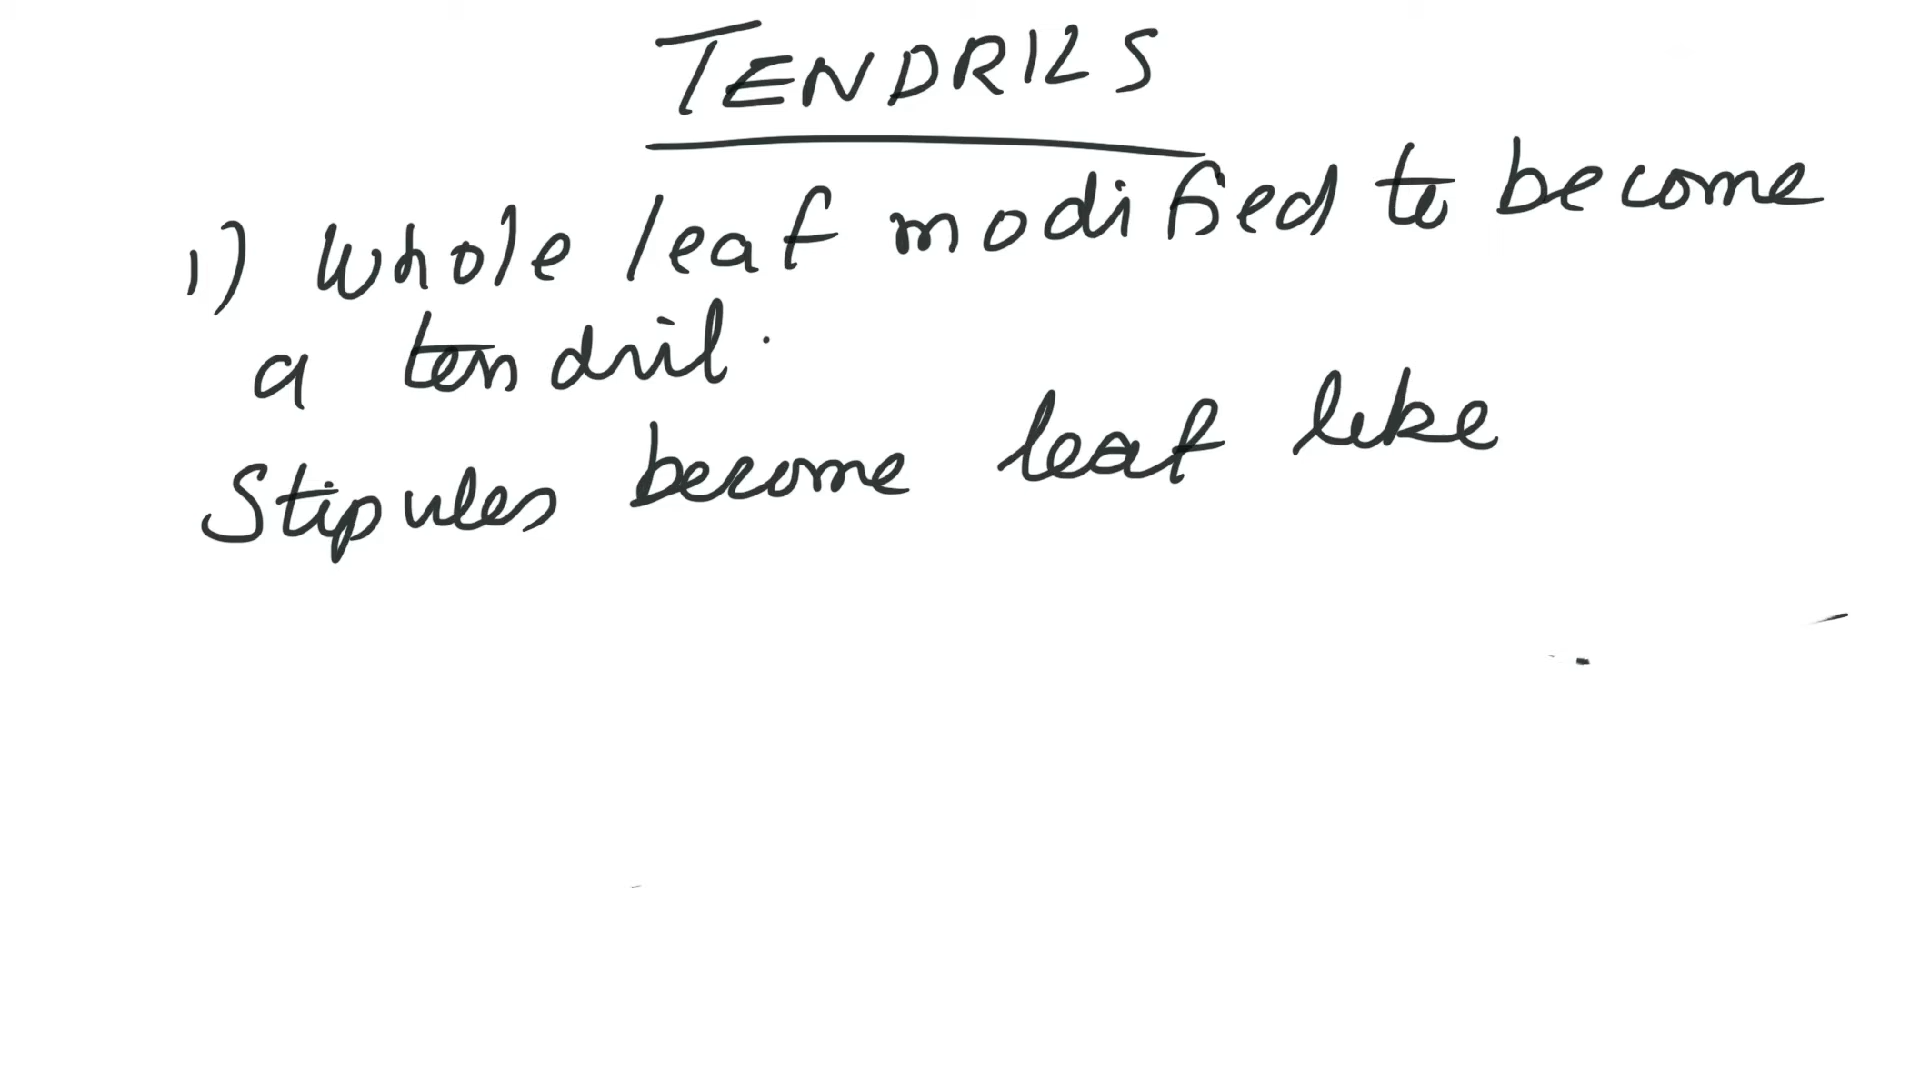 TENDRILS
1) Whole leaf modified to become
a tendril.
Stipules become leaf like